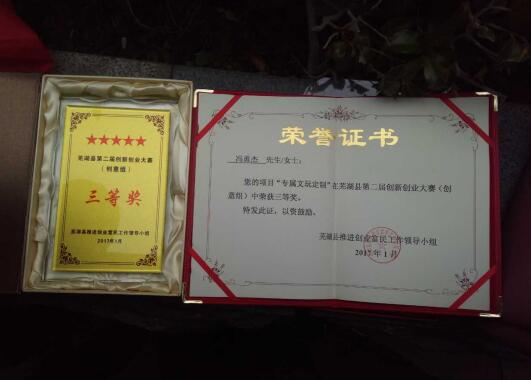 ★★★★★
芜湖县第二届创新创业大赛
（创意组）
三等奖
芜湖县推进创业富民工作领导小组
2017年1月
荣誉证书
冯勇杰 先生/女士：
您的项目“专属文玩定制”在芜湖县第二届创新创业大赛（创
意组）中荣获三等奖。
特发此证，以资鼓励。
芜湖县推进创业富民工作领导小组
2017年1月